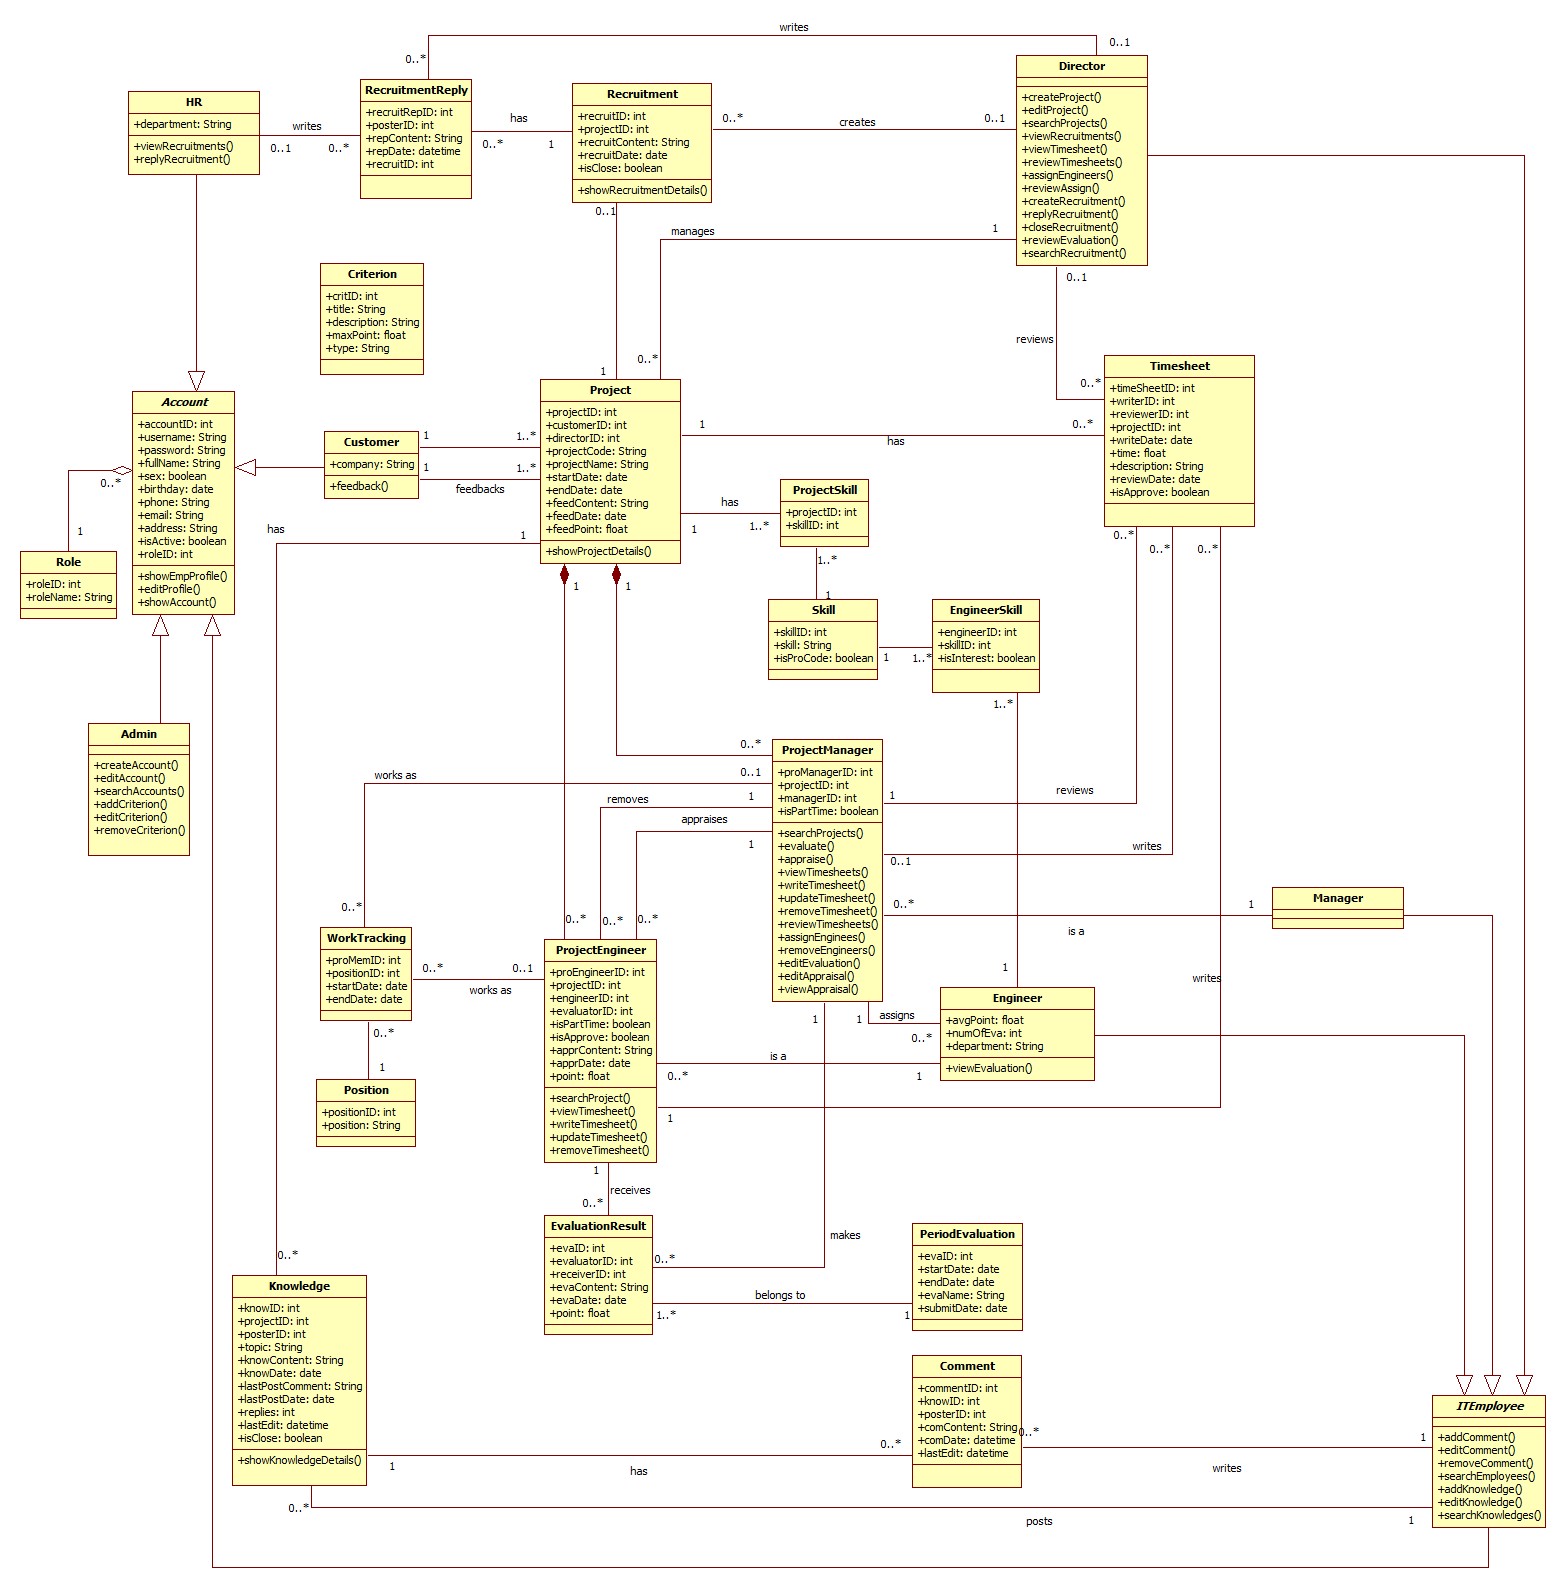 writes
0..*
0..1
Director
+createProject()
+editProject()
+searchProjects()
+viewRecruitments()
+viewTimesheet()
+reviewTimesheets()
+assignEngineers()
+reviewAssign()
+createRecruitment()
+replyRecruitment()
+closeRecruitment()
+reviewEvaluation()
+searchRecruitment()
HR
+department: String
+viewRecruitments()
+replyRecruitment()
writes
0..1
0..*
RecruitmentReply
+recruitRepID: int
+posterID: int
+repContent: String
+repDate: datetime
+recruitID: int
has
0..*
1
Recruitment
+recruitID: int
+projectID: int
+recruitContent: String
+recruitDate: date
+isClose: boolean
+showRecruitmentDetails()
0..*
creates
0..1
0..1
1
manages
1
0..*
0..1
reviews
0..*
Criterion
+critID: int
+title: String
+description: String
+maxPoint: float
+type: String
Account
+accountID: int
+username: String
+password: String
+fullName: String
+sex: boolean
+birthday: date
+phone: String
+email: String
+address: String
+isActive: boolean
+roleID: int
+showEmpProfile()
+editProfile()
+showAccount()
0..*
1
Role
+roleID: int
+roleName: String
Customer
+company: String
+feedback()
1
1..*
1
1..*
feedbacks
Project
+projectID: int
+customerID: int
+directorID: int
+projectCode: String
+projectName: String
+startDate: date
+endDate: date
+feedContent: String
+feedDate: date
+feedPoint: float
+showProjectDetails()
1
has
0..*
Timesheet
+timeSheetID: int
+writerID: int
+reviewerID: int
+projectID: int
+writeDate: date
+time: float
+description: String
+reviewDate: date
+isApprove: boolean
0..*
0..*
0..*
has
1
1..*
ProjectSkill
+projectID: int
+skillID: int
1..*
1
Skill
+skillID: int
+skill: String
+isProCode: boolean
1
1..*
EngineerSkill
+engineerID: int
+skillID: int
+isInterest: boolean
1..*
1
has
1
0..*
1
1
Admin
+createAccount()
+editAccount()
+searchAccounts()
+addCriterion()
+editCriterion()
+removeCriterion()
0..*
works as
0..1
0..*
removes
1
0..*
appraises
1
0..*
0..*
ProjectManager
+proManagerID: int
+projectID: int
+managerID: int
+isPartTime: boolean
+searchProjects()
+evaluate()
+appraise()
+viewTimesheets()
+writeTimesheet()
+updateTimesheet()
+removeTimesheet()
+reviewTimesheets()
+assignEnginees()
+removeEngineers()
+editEvaluation()
+editAppraisal()
+viewAppraisal()
1
reviews
0..1
writes
0..*
1
is a
Manager
writes
WorkTracking
+proMemID: int
+positionID: int
+startDate: date
+endDate: date
0..*
0..1
works as
0..*
1
Position
+positionID: int
+position: String
ProjectEngineer
+proEngineerID: int
+projectID: int
+engineerID: int
+evaluatorID: int
+isPartTime: boolean
+isApprove: boolean
+apprContent: String
+apprDate: date
+point: float
+searchProject()
+viewTimesheet()
+writeTimesheet()
+updateTimesheet()
+removeTimesheet()
1
1
assigns
0..*
Engineer
+avgPoint: float
+numOfEva: int
+department: String
+viewEvaluation()
is a
0..*
1
1
1
receives
0..*
EvaluationResult
+evaID: int
+evaluatorID: int
+receiverID: int
+evaContent: String
+evaDate: date
+point: float
0..*
makes
belongs to
1..*
1
PeriodEvaluation
+evaID: int
+startDate: date
+endDate: date
+evaName: String
+submitDate: date
Knowledge
+knowID: int
+projectID: int
+posterID: int
+topic: String
+knowContent: String
+knowDate: date
+lastPostComment: String
+lastPostDate: date
+replies: int
+lastEdit: datetime
+isClose: boolean
+showKnowledgeDetails()
1
has
0..*
Comment
+commentID: int
+knowID: int
+posterID: int
+comContent: String
+comDate: datetime
+lastEdit: datetime
0..*
writes
1
ITEmployee
+addComment()
+editComment()
+removeComment()
+searchEmployees()
+addKnowledge()
+editKnowledge()
+searchKnowledges()
0..*
posts
1